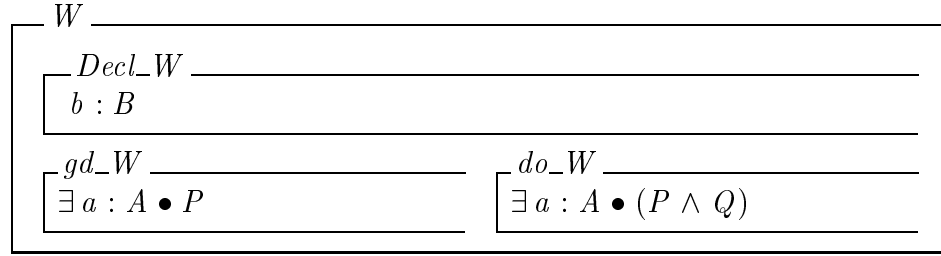 W
Decl_W
b : B
gd_W do_W
∃ a : A • P ∃ a : A • (P ∧ Q)